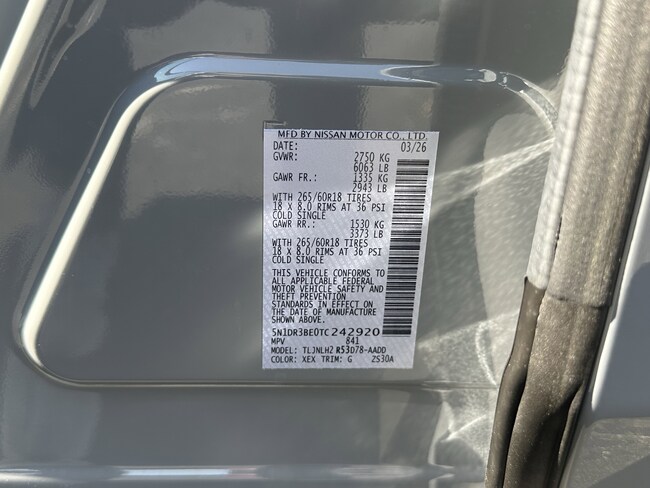 MFD BY NISSAN MOTOR CO., LTD.
DATE: 03/26
GVWR: 2750 KG
6063 LB
GAWR FR.: 1335 KG
2943 LB
WITH 265/60R18 TIRES
18 X 8.0 RIMS AT 36 PSI
COLD SINGLE
GAWR RR.: 1530 KG
3373 LB
WITH 265/60R18 TIRES
18 X 8.0 RIMS AT 36 PSI
COLD SINGLE
THIS VEHICLE CONFORMS TO
ALL APPLICABLE FEDERAL
MOTOR VEHICLE SAFETY AND
THEFT PREVENTION
STANDARDS IN EFFECT ON
THE DATE OF MANUFACTURE
SHOWN ABOVE.
5N1DR3BE0TC242920
MPV 841
MODEL: TLJNLH2 R53D78-AADD
COLOR: XEX TRIM: G 2S30A